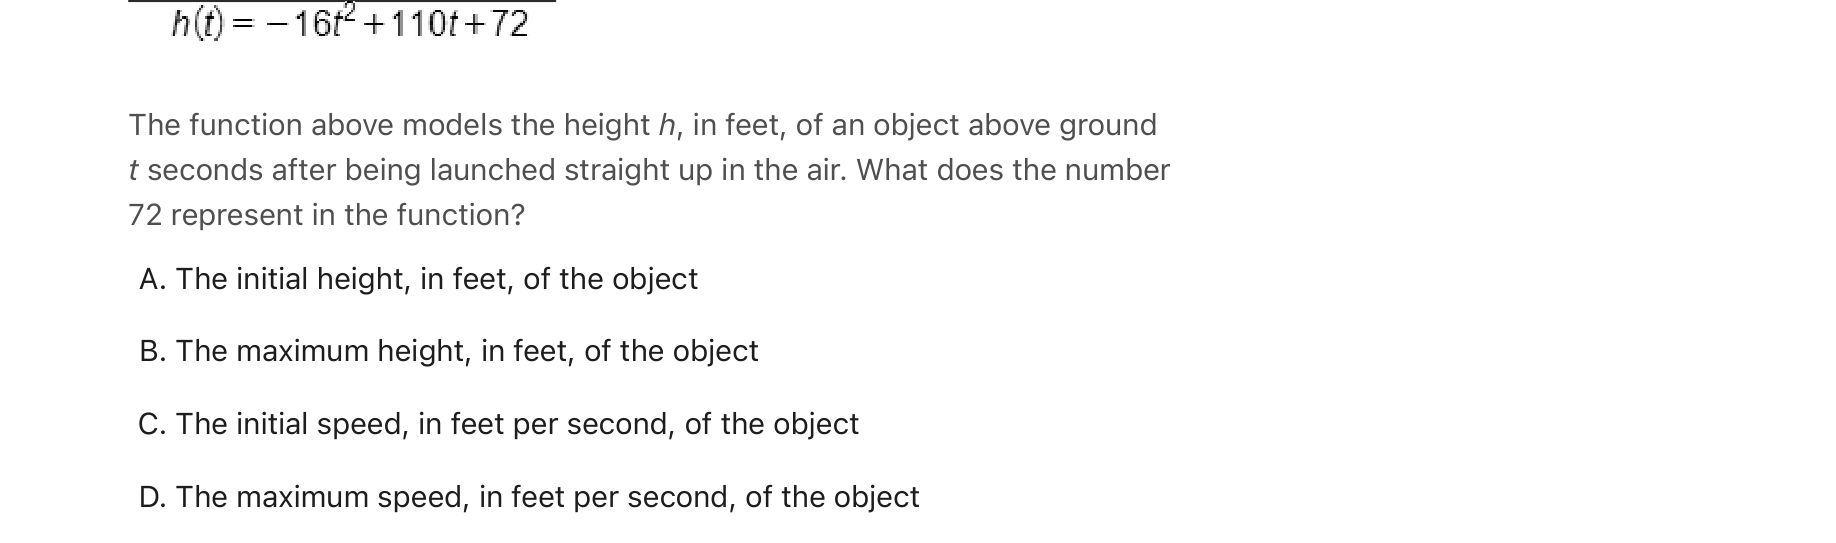 h(t) = −16t² + 110t + 72
The function above models the height h, in feet, of an object above ground
t seconds after being launched straight up in the air. What does the number
72 represent in the function?
A. The initial height, in feet, of the object
B. The maximum height, in feet, of the object
C. The initial speed, in feet per second, of the object
D. The maximum speed, in feet per second, of the object